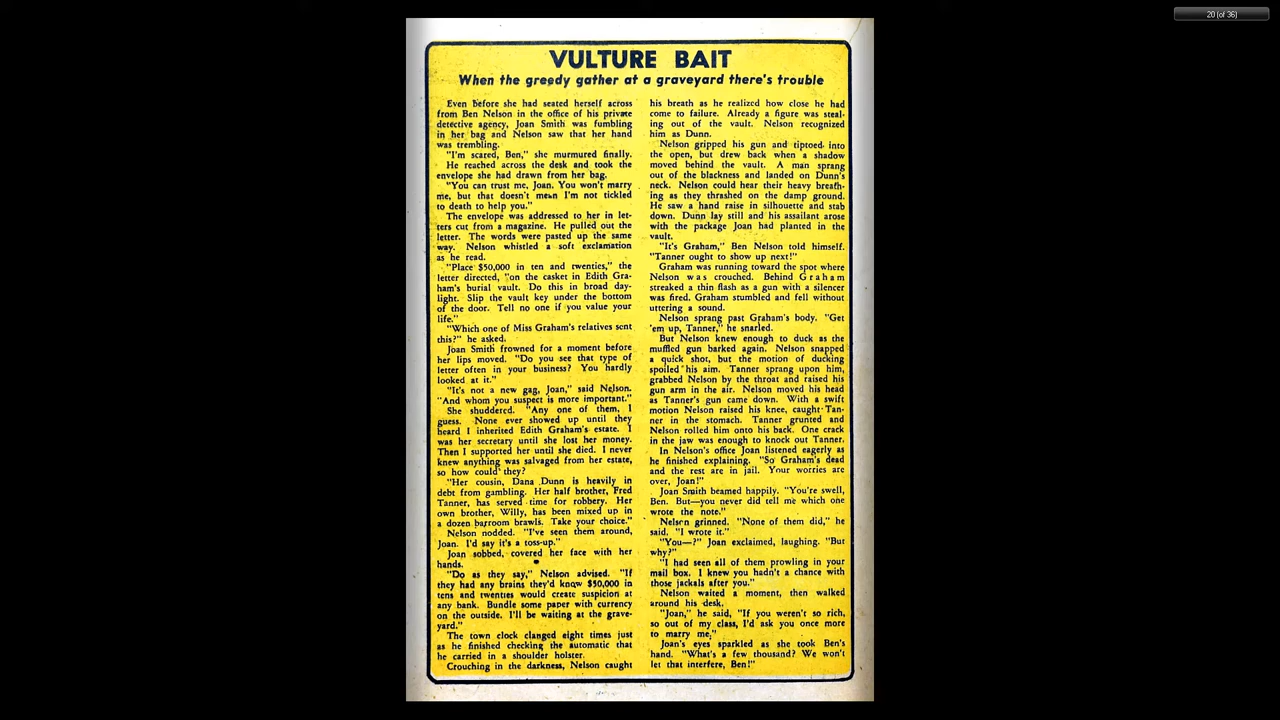 20 (of 36)
VULTURE BAIT
When the greedy gather at a graveyard there's trouble
Even before she had seated herself across
from Ben Nelson in the office of his private
detective agency, Joan Smith was fumbling
in her bag and Nelson saw that her hand
was trembling.
"I'm scared, Ben," she murmured finally.
He reached across the desk and took the
envelope she had drawn from her bag.
"You can trust me, Joan. You won't marry
me, but that doesn't mean I'm not tickled
to death to help you."
The envelope was addressed to her in let-
ters cut from a magazine. He pulled out the
letter. The words were pasted up the same
way. Nelson whistled a soft exclamation
as he read.
"Place $50,000 in ten and twenties," the
letter directed, "on the casket in Edith Gra-
ham's burial vault. Do this in broad day-
light. Slip the vault key under the bottom
of the door. Tell no one if you value your
life."
"Which one of Miss Graham's relatives sent
this?" he asked.
Joan Smith frowned for a moment before
her lips moved. "Do you see that type of
letter often in your business? You hardly
looked at it."
"It's not a new gag, Joan," said Nelson.
"And whom you suspect is more important."
She shuddered. "Any one of them, I
guess. None ever showed up until they
heard I inherited Edith Graham's estate. I
was her secretary until she lost her money.
Then I supported her until she died. I never
knew anything was salvaged from her estate,
so how could they?
"Her cousin, Dana Dunn is heavily in
debt from gambling. Her half brother, Fred
Tanner, has served time for robbery. Her
own brother, Willy, has been mixed up in
a dozen barroom brawls. Take your choice."
Nelson nodded. "I've seen them around,
Joan. I'd say it's a toss-up."
Joan sobbed, covered her face with her
hands.
"Do as they say," Nelson advised. "If
they had any brains they'd know $50,000 in
tens and twenties would create suspicion at
any bank. Bundle some paper with currency
on the outside. I'll be waiting at the grave-
yard."
The town clock clanged eight times just
as he finished checking the automatic that
he carried in a shoulder holster.
Crouching in the darkness, Nelson caught
his breath as he realized how close he had
come to failure. Already a figure was steal-
ing out of the vault. Nelson recognized
him as Dunn.
Nelson gripped his gun and tiptoed into
the open, but drew back when a shadow
moved behind the vault. A man sprang
out of the blackness and landed on Dunn's
neck. Nelson could hear their heavy breath-
ing as they thrashed on the damp ground.
He saw a hand raise in silhouette and stab
down. Dunn lay still and his assailant arose
with the package Joan had planted in the
vault.
"It's Graham," Ben Nelson told himself.
"Tanner ought to show up next!"
Graham was running toward the spot where
Nelson was crouched. Behind Graham
streaked a thin flash as a gun with a silencer
was fired. Graham stumbled and fell without
uttering a sound.
Nelson sprang past Graham's body. "Get
'em up, Tanner," he snarled.
But Nelson knew enough to duck as the
muffled gun barked again. Nelson snapped
a quick shot, but the motion of ducking
spoiled his aim. Tanner sprang upon him,
grabbed Nelson by the throat and raised his
gun arm in the air. Nelson moved his head
as Tanner's gun came down. With a swift
motion Nelson raised his knee, caught Tan-
ner in the stomach. Tanner grunted and
Nelson rolled him onto his back. One crack
in the jaw was enough to knock out Tanner.
In Nelson's office Joan listened eagerly as
he finished explaining. "So Graham's dead
and the rest are in jail. Your worries are
over, Joan!"
Joan Smith beamed happily. "You're swell,
Ben. But—you never did tell me which one
wrote the note."
Nelson grinned. "None of them did," he
said. "I wrote it."
"You—?" Joan exclaimed, laughing. "But
why?"
"I had seen all of them prowling in your
mail box. I knew you hadn't a chance with
those jackals after you."
Nelson waited a moment, then walked
around his desk.
"Joan," he said, "If you weren't so rich,
so out of my class, I'd ask you once more
to marry me,"
Joan's eyes sparkled as she took Ben's
hand. "What's a few thousand? We won't
let that interfere, Ben!"